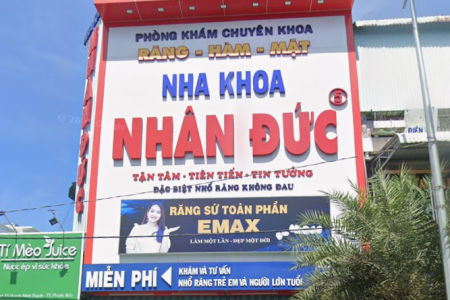 PHÒNG KHÁM CHUYÊN KHOA
RĂNG - HÀM - MẶT
NHA KHOA
NHÂN ĐỨC
TẬN TÂM · TIÊN TIẾN · TIN TƯỞNG
ĐẶC BIỆT NHỔ RĂNG KHÔNG ĐAU
RĂNG SỨ TOÀN PHẦN
EMAX
LÀM MỘT LẦN - ĐẸP MỘT ĐỜI
MIỄN PHÍ
KHÁM VÀ TƯ VẤN
NHỔ RĂNG TRẺ EM VÀ NGƯỜI LỚN TUỔI
Tí Mèo Juice
Nước ép vì sức khỏe
ĐIỆN